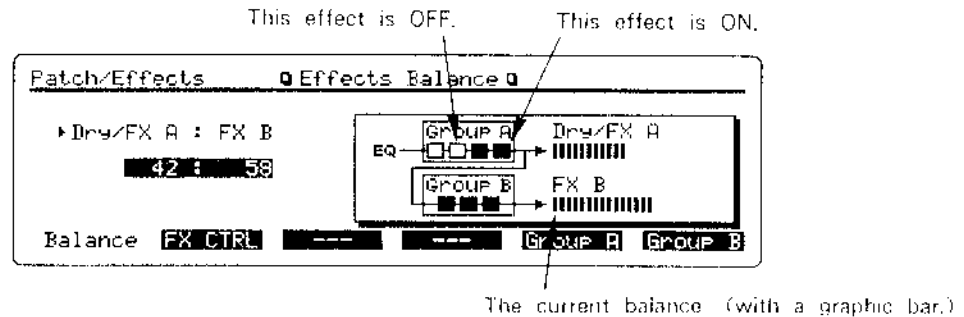 This effect is OFF. This effect is ON.
Patch/Effects Effects Balance
Dry/FX A : FX B
42 : 58
Group A
EQ
Dry/FX A
Group B
FX B
Balance FX CTRL --- --- Group A Group B
The current balance (with a graphic bar.)